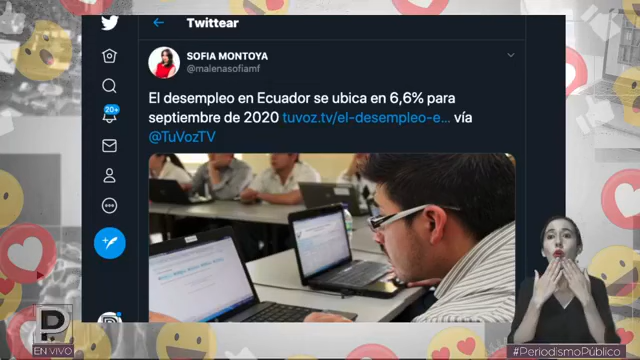 Twittear
SOFIA MONTOYA
@malenasofiamf
El desempleo en Ecuador se ubica en 6,6% para
septiembre de 2020 tuvoz.tv/el-desempleo-e... vía
@TuVozTV
20+
P.
EN VIVO
#PeriodismoPúblico